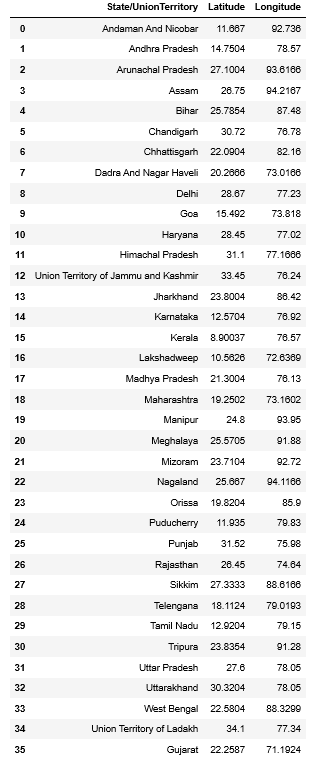 State/UnionTerritory Latitude Longitude
0 Andaman And Nicobar 11.667 92.736
1 Andhra Pradesh 14.7504 78.57
2 Arunachal Pradesh 27.1004 93.6166
3 Assam 26.75 94.2167
4 Bihar 25.7854 87.48
5 Chandigarh 30.72 76.78
6 Chhattisgarh 22.0904 82.16
7 Dadra And Nagar Haveli 20.2666 73.0166
8 Delhi 28.67 77.23
9 Goa 15.492 73.818
10 Haryana 28.45 77.02
11 Himachal Pradesh 31.1 77.1666
12 Union Territory of Jammu and Kashmir 33.45 76.24
13 Jharkhand 23.8004 86.42
14 Karnataka 12.5704 76.92
15 Kerala 8.90037 76.57
16 Lakshadweep 10.5626 72.6369
17 Madhya Pradesh 21.3004 76.13
18 Maharashtra 19.2502 73.1602
19 Manipur 24.8 93.95
20 Meghalaya 25.5705 91.88
21 Mizoram 23.7104 92.72
22 Nagaland 25.667 94.1166
23 Orissa 19.8204 85.9
24 Puducherry 11.935 79.83
25 Punjab 31.52 75.98
26 Rajasthan 26.45 74.64
27 Sikkim 27.3333 88.6166
28 Telengana 18.1124 79.0193
29 Tamil Nadu 12.9204 79.15
30 Tripura 23.8354 91.28
31 Uttar Pradesh 27.6 78.05
32 Uttarakhand 30.3204 78.05
33 West Bengal 22.5804 88.3299
34 Union Territory of Ladakh 34.1 77.34
35 Gujarat 22.2587 71.1924